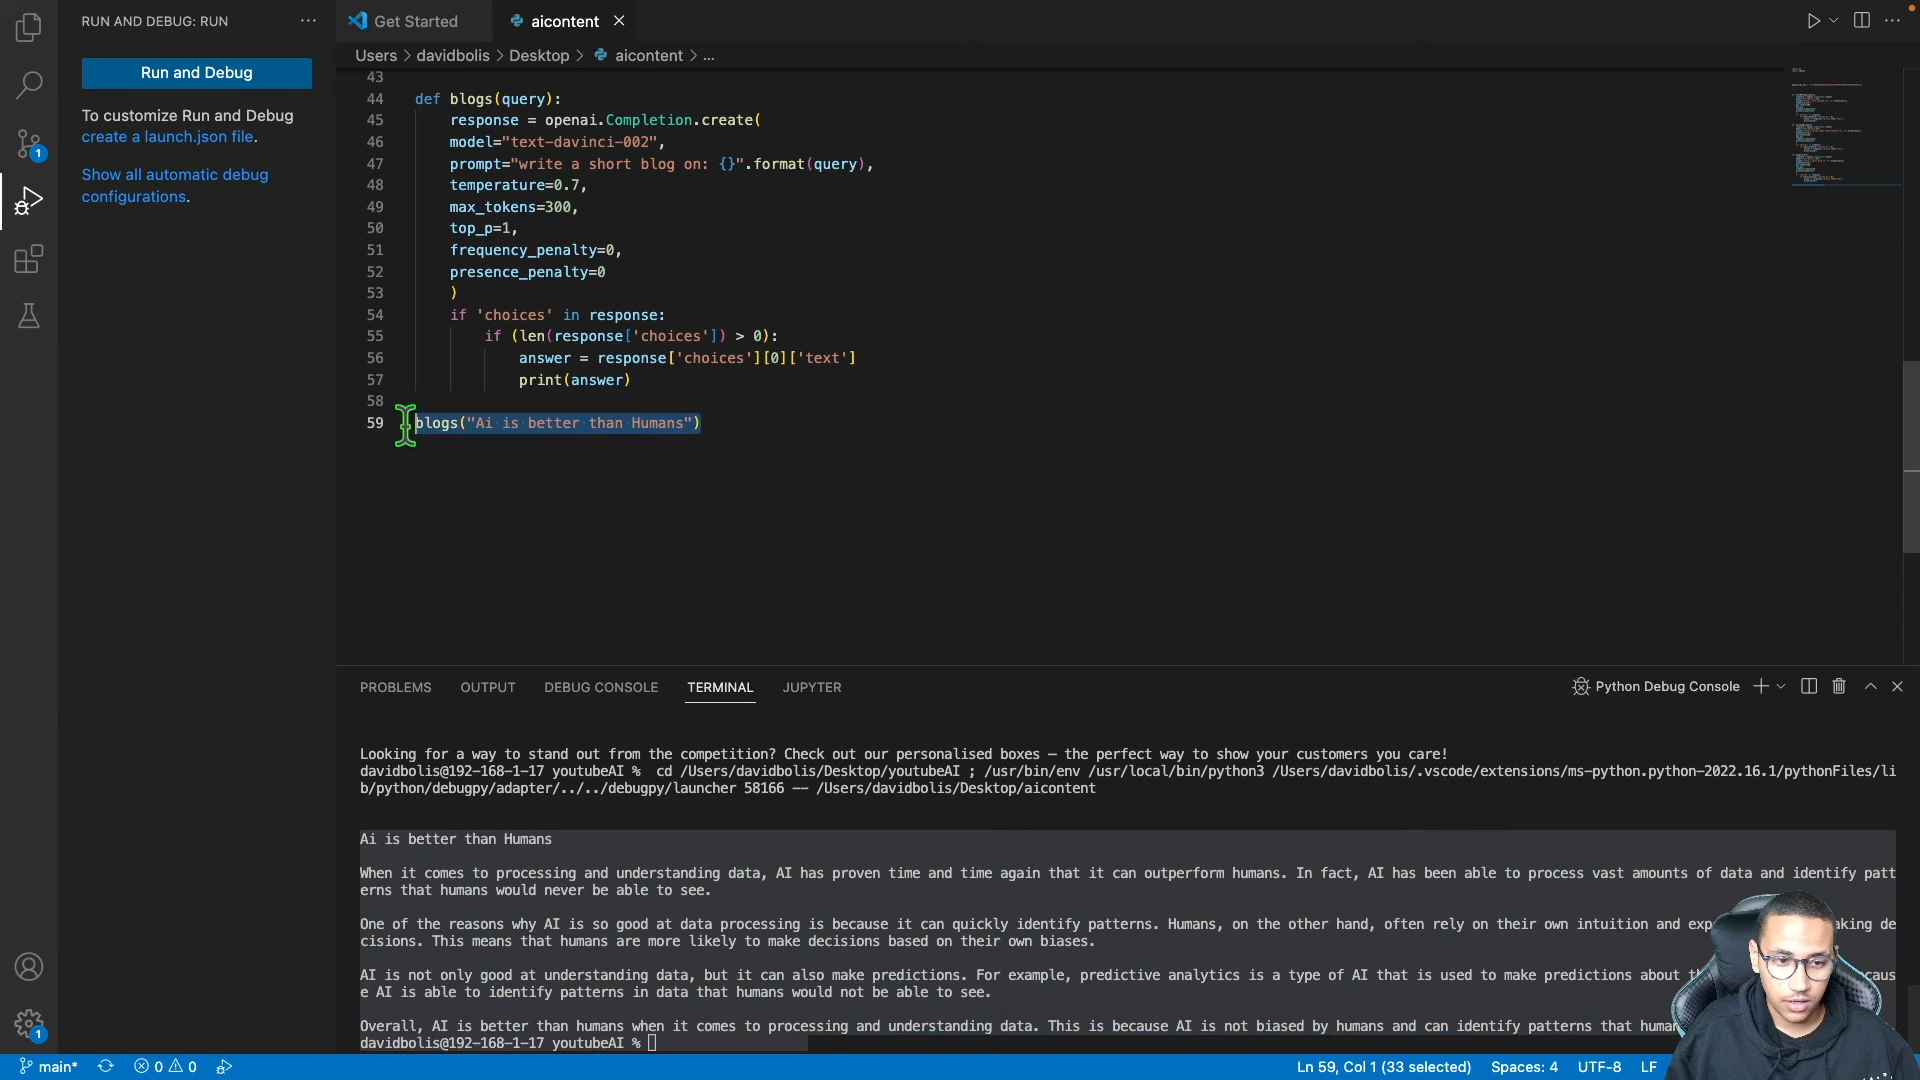 RUN AND DEBUG: RUN
Get Started
aicontent
Run and Debug
To customize Run and Debug
create a launch.json file.
Show all automatic debug
configurations.
1
1
Users > davidbolis > Desktop > aicontent > ...
43
44 def blogs(query):
45 response = openai.Completion.create(
46 model="text-davinci-002",
47 prompt="write a short blog on: {}".format(query),
48 temperature=0.7,
49 max_tokens=300,
50 top_p=1,
51 frequency_penalty=0,
52 presence_penalty=0
53 )
54 if 'choices' in response:
55 if (len(response['choices']) > 0):
56 answer = response['choices'][0]['text']
57 print(answer)
58
59 blogs("Ai is better than Humans")
PROBLEMS OUTPUT DEBUG CONSOLE TERMINAL JUPYTER
Python Debug Console
Looking for a way to stand out from the competition? Check out our personalised boxes – the perfect way to show your customers you care!
davidbolis@192-168-1-17 youtubeAI % cd /Users/davidbolis/Desktop/youtubeAI ; /usr/bin/env /usr/local/bin/python3 /Users/davidbolis/.vscode/extensions/ms-python.python-2022.16.1/pythonFiles/li
b/python/debugpy/adapter/../../debugpy/launcher 58166 -- /Users/davidbolis/Desktop/aicontent
Ai is better than Humans
When it comes to processing and understanding data, AI has proven time and time again that it can outperform humans. In fact, AI has been able to process vast amounts of data and identify patt
erns that humans would never be able to see.
One of the reasons why AI is so good at data processing is because it can quickly identify patterns. Humans, on the other hand, often rely on their own intuition and exp aking de
cisions. This means that humans are more likely to make decisions based on their own biases.
AI is not only good at understanding data, but it can also make predictions. For example, predictive analytics is a type of AI that is used to make predictions about t caus
e AI is able to identify patterns in data that humans would not be able to see.
Overall, AI is better than humans when it comes to processing and understanding data. This is because AI is not biased by humans and can identify patterns that human
davidbolis@192-168-1-17 youtubeAI %
main* 0 0 Ln 59, Col 1 (33 selected) Spaces: 4 UTF-8 LF